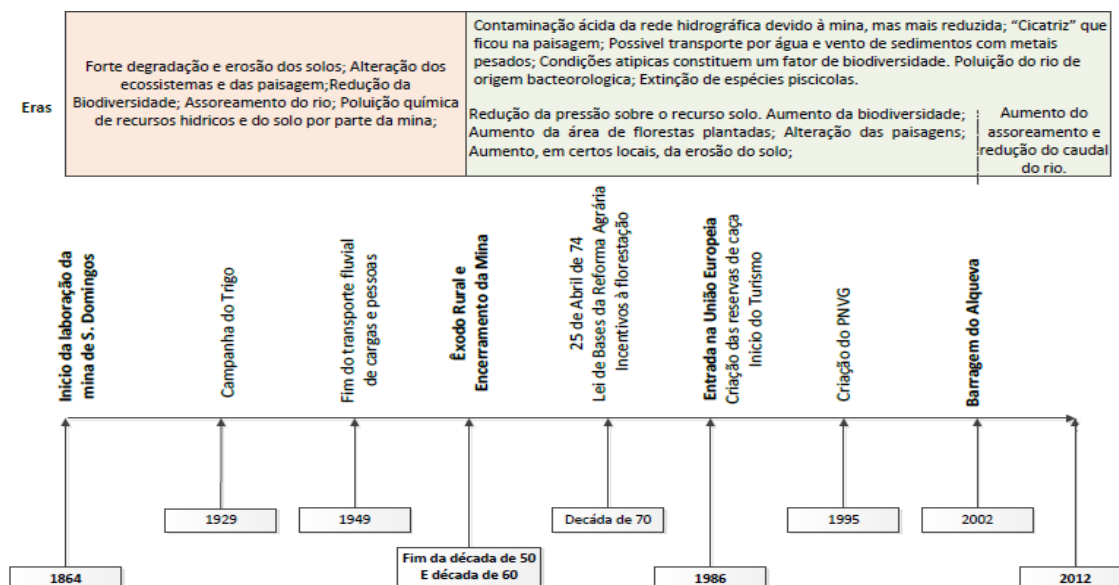 Eras
Forte degradação e erosão dos solos; Alteração dos
ecossistemas e das paisagem;Redução da
Biodiversidade; Assoreamento do rio; Poluição química
de recursos hidricos e do solo por parte da mina;
Contaminação ácida da rede hidrográfica devido à mina, mas mais reduzida; “Cicatriz” que
ficou na paisagem; Possivel transporte por água e vento de sedimentos com metais
pesados; Condições atipicas constituem um fator de biodiversidade. Poluição do rio de
origem bacteorologica; Extinção de espécies piscicolas.
Redução da pressão sobre o recurso solo. Aumento da biodiversidade;
Aumento da área de florestas plantadas; Alteração das paisagens;
Aumento, em certos locais, da erosão do solo;
Aumento do
assoreamento e
redução do caudal
do rio.
Inicio da laboração da
mina de S. Domingos
Campanha do Trigo
Fim do transporte fluvial
de cargas e pessoas
Êxodo Rural e
Encerramento da Mina
25 de Abril de 74
Lei de Bases da Reforma Agrária
Incentivos à florestação
Entrada na União Europeia
Criação das reservas de caça
Inicio do Turismo
Criação do PNVG
Barragem do Alqueva
1864
1929
1949
Fim da década de 50
E década de 60
Decáda de 70
1986
1995
2002
2012